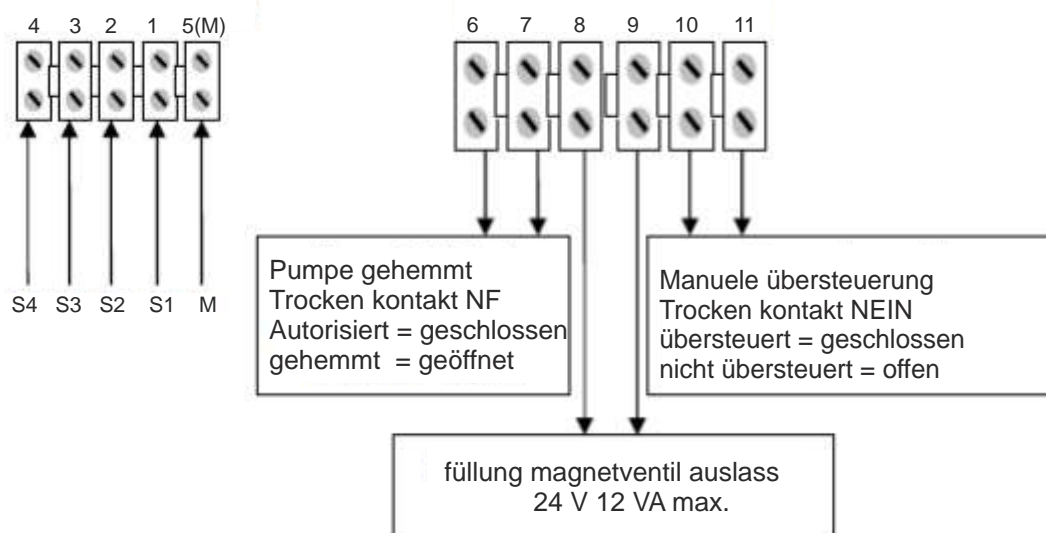 4 3 2 1 5(M)
S4 S3 S2 S1 M
6 7 8 9 10 11
Pumpe gehemmt
Trocken kontakt NF
Autorisiert = geschlossen
gehemmt = geöffnet
Manuele übersteuerung
Trocken kontakt NEIN
übersteuert = geschlossen
nicht übersteuert = offen
füllung magnetventil auslass
24 V 12 VA max.